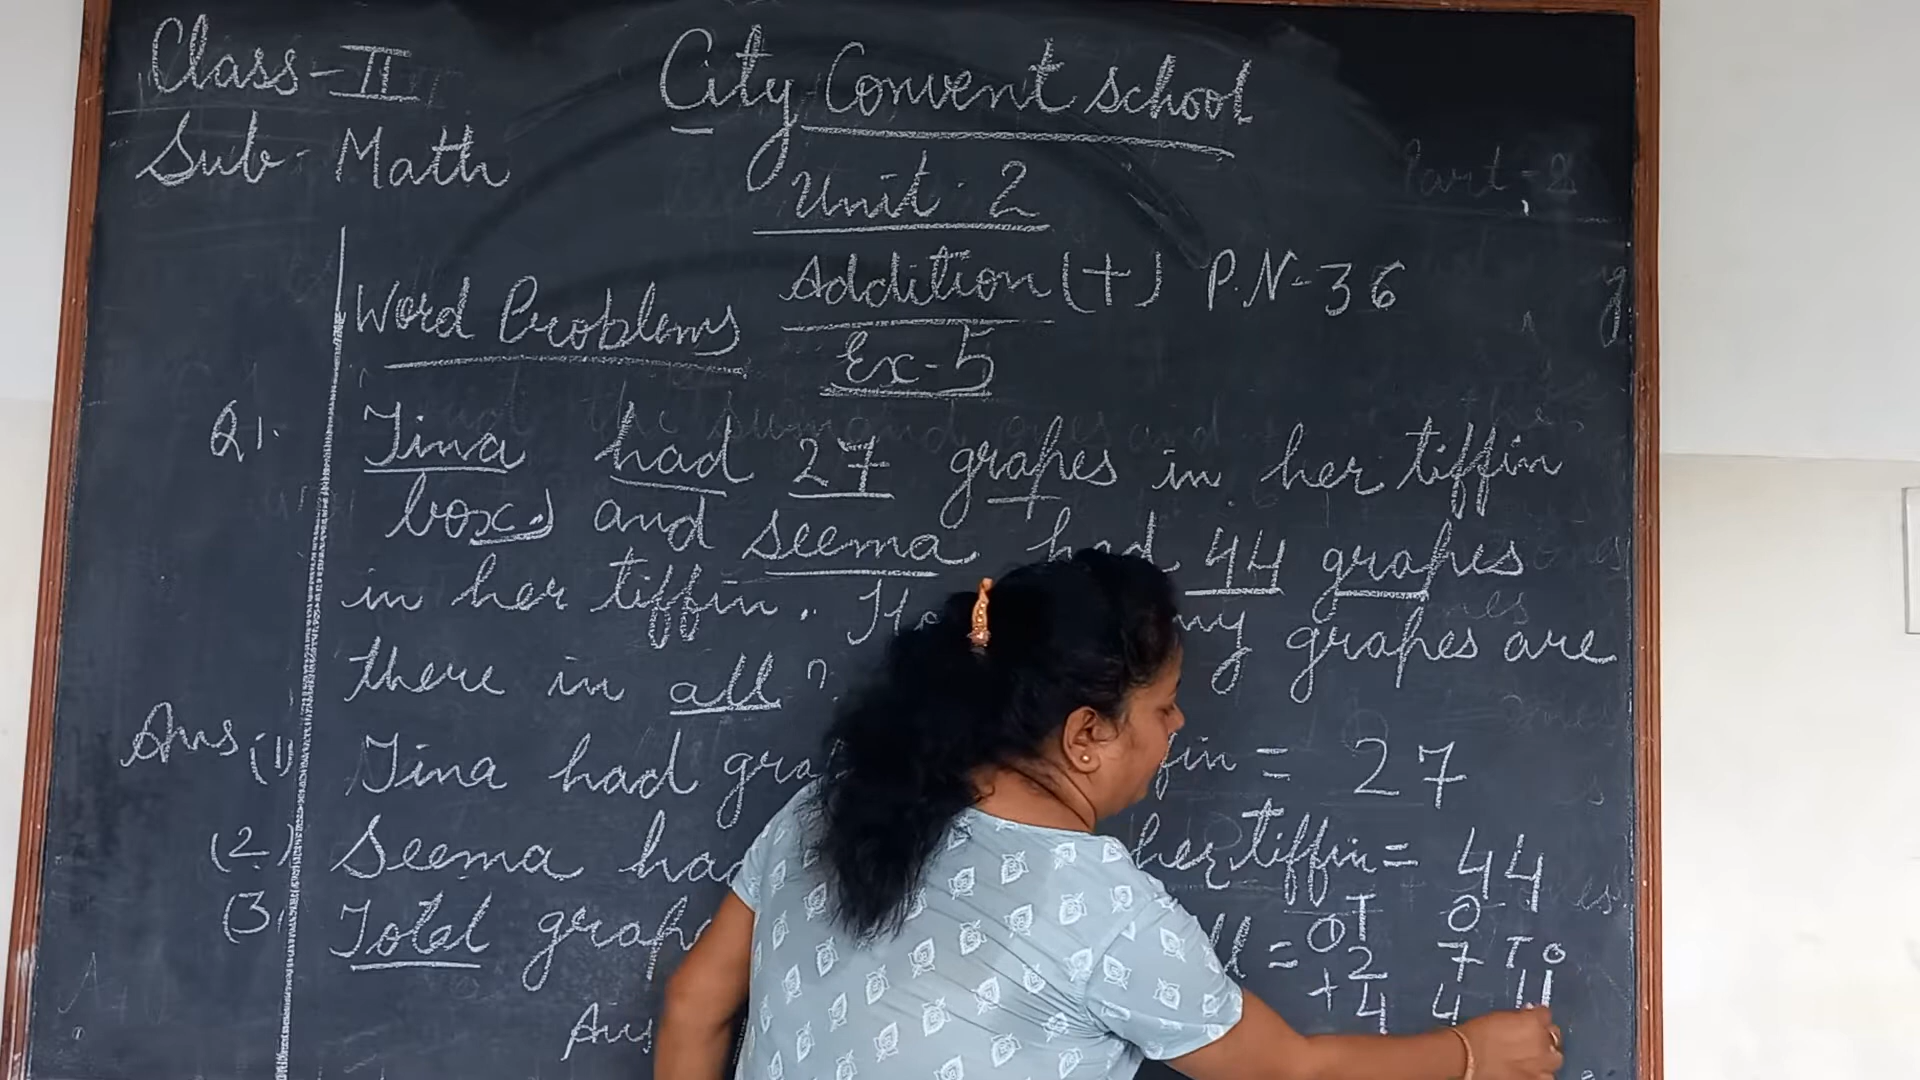 Class-II
City Convent School
Sub- Math
Part-2
Unit-2
Addition (+) P.N-36
Word Problems
Ex-5
Q1. Tina had 27 grapes in her tiffin
box and seema had 44 grapes
in her tiffin. grapes are
there in all?
Ans (1) Tina had = 27
(2) Seema her tiffin = 44
(3) Total =
T O
2 7 T O
+ 4 4 11